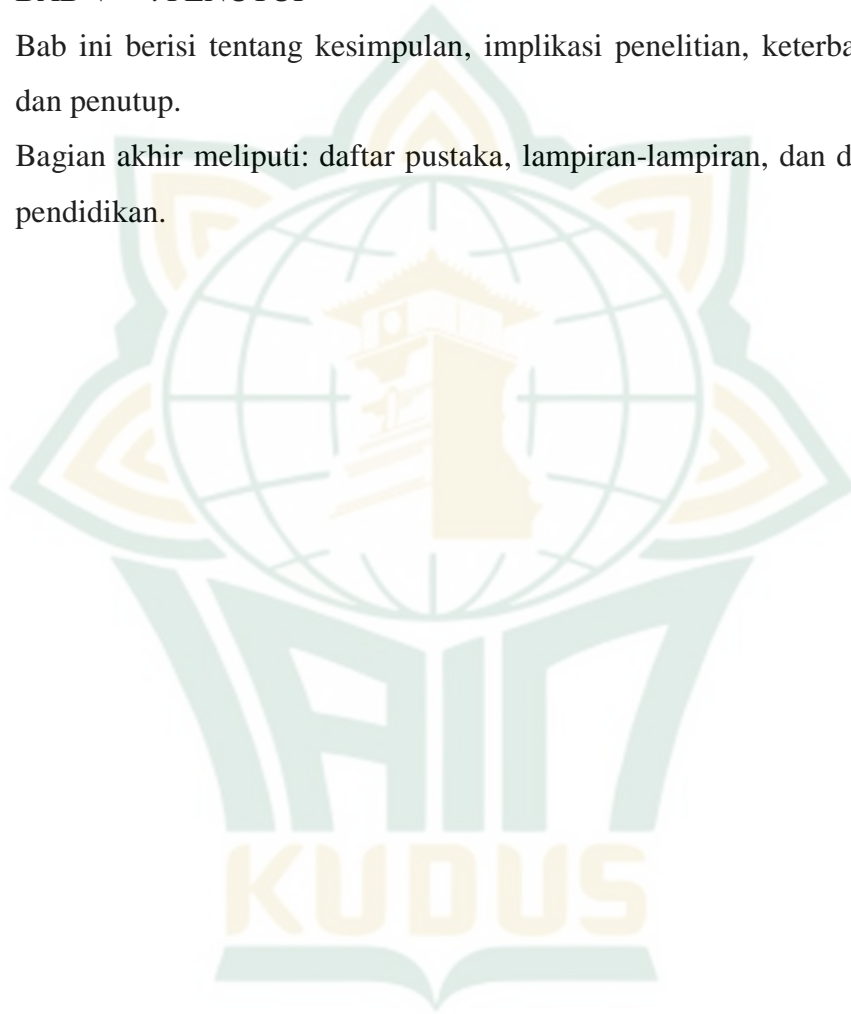 Bab ini berisi tentang kesimpulan, implikasi penelitian, keterba
dan penutup.
Bagian akhir meliputi: daftar pustaka, lampiran-lampiran, dan d
pendidikan.
IAIN
KUDUS